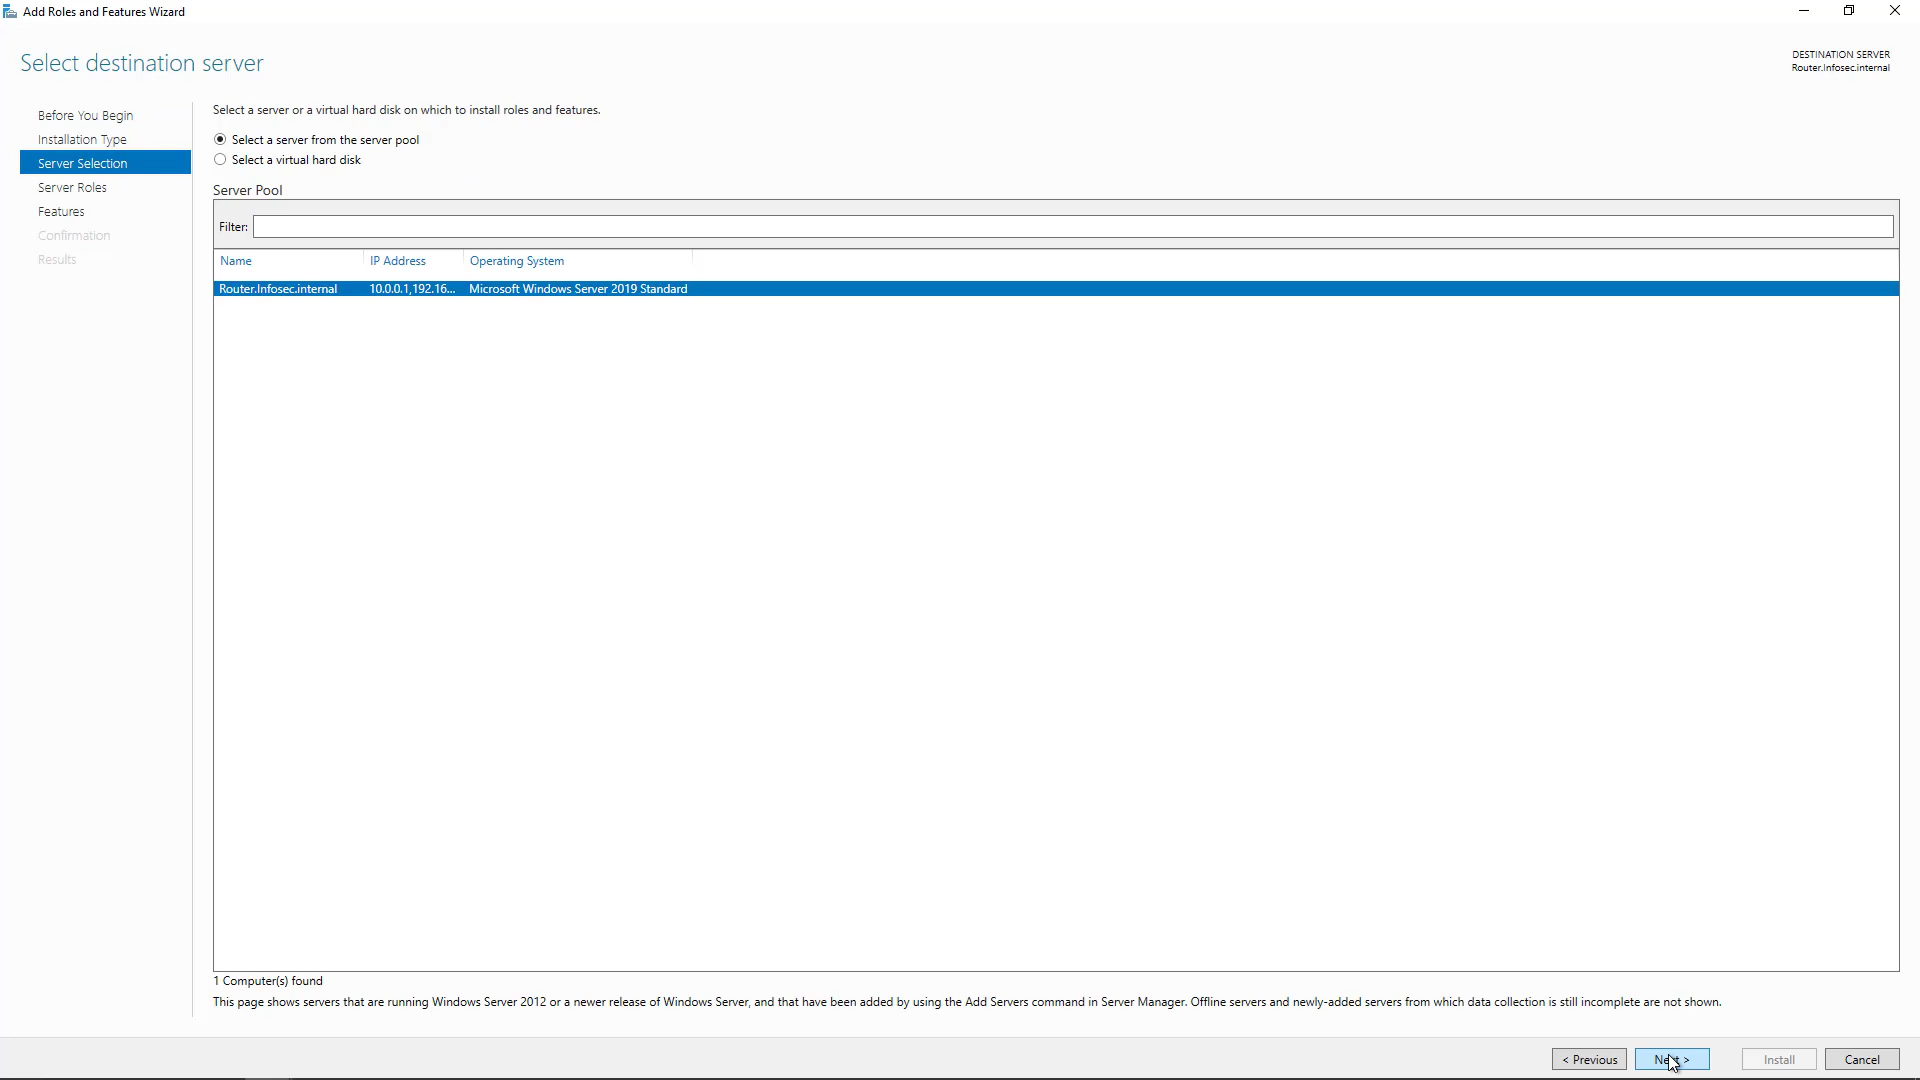 Add Roles and Features Wizard
Select destination server
DESTINATION SERVER
Router.Infosec.internal
Before You Begin
Installation Type
Server Selection
Server Roles
Features
Confirmation
Results
Select a server or a virtual hard disk on which to install roles and features.
Select a server from the server pool
Select a virtual hard disk
Server Pool
Filter:
Name IP Address Operating System
Router.Infosec.internal 10.0.0.1,192.16... Microsoft Windows Server 2019 Standard
1 Computer(s) found
This page shows servers that are running Windows Server 2012 or a newer release of Windows Server, and that have been added by using the Add Servers command in Server Manager. Offline servers and newly-added servers from which data collection is still incomplete are not shown.
< Previous Next > Install Cancel